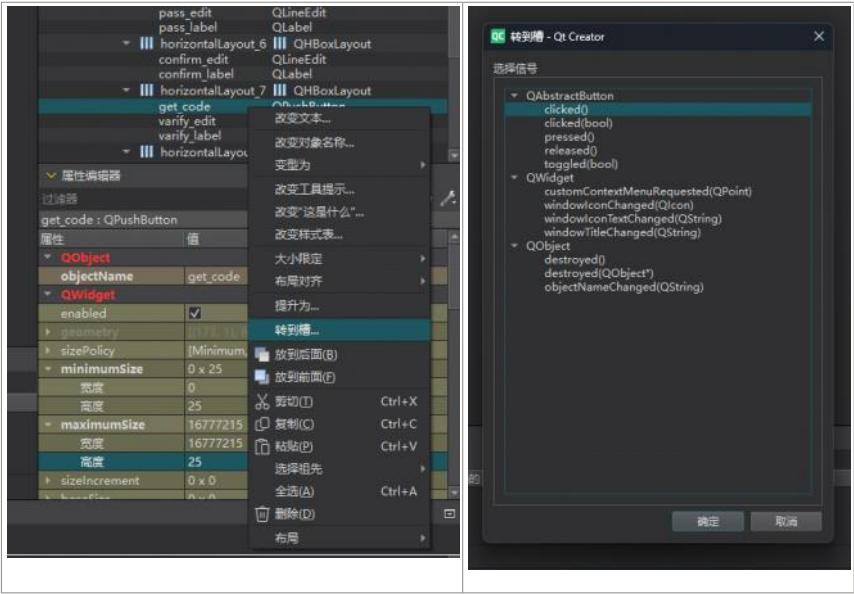 pass_edit QLineEdit
pass_label QLabel
horizontalLayout_6 QHBoxLayout
confirm_edit QLineEdit
confirm_label QLabel
horizontalLayout_7 QHBoxLayout
get_code QPushButton
varify_edit
varify_label
horizontalLayou
属性编辑器
过滤器
get_code : QPushButton
属性 值
QObject
objectName get_code
QWidget
enabled
geometry
sizePolicy [Minimum,
minimumSize 0 x 25
宽度 0
高度 25
maximumSize 16777215
宽度 16777215
高度 25
sizeIncrement 0 x 0
改变文本...
改变对象名称...
变型为
改变工具提示...
改变"这是什么"...
改变样式表...
大小限定
布局对齐
提升为...
转到槽...
放到后面(B)
放到前面(F)
剪切(T) Ctrl+X
复制(C) Ctrl+C
粘贴(P) Ctrl+V
选择祖先
全选(A) Ctrl+A
删除(D)
布局
QC 转到槽 - Qt Creator
选择信号
QAbstractButton
clicked()
clicked(bool)
pressed()
released()
toggled(bool)
QWidget
customContextMenuRequested(QPoint)
windowIconChanged(QIcon)
windowIconTextChanged(QString)
windowTitleChanged(QString)
QObject
destroyed()
destroyed(QObject*)
objectNameChanged(QString)
的
确定 取消